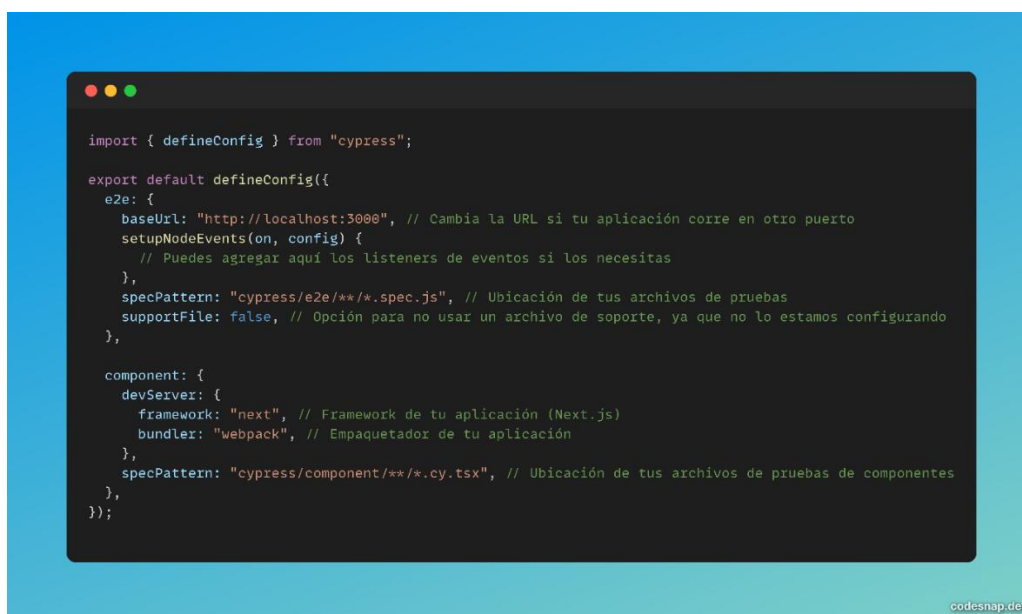 import { defineConfig } from "cypress";
export default defineConfig({
  e2e: {
    baseUrl: "http://localhost:3000", // Cambia la URL si tu aplicación corre en otro puerto
    setupNodeEvents(on, config) {
      // Puedes agregar aquí los listeners de eventos si los necesitas
    },
    specPattern: "cypress/e2e/**/*.spec.js", // Ubicación de tus archivos de pruebas
    supportFile: false, // Opción para no usar un archivo de soporte, ya que no lo estamos configurando
  },
  component: {
    devServer: {
      framework: "next", // Framework de tu aplicación (Next.js)
      bundler: "webpack", // Empaquetador de tu aplicación
    },
    specPattern: "cypress/component/**/*.cy.tsx", // Ubicación de tus archivos de pruebas de componentes
  },
});
codesnap.dev